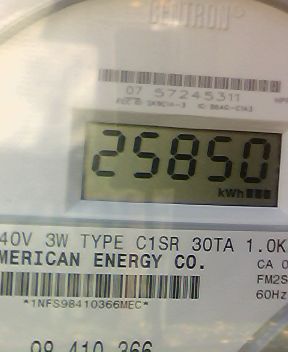 CENTRON
07 57245311
25850
kWh
40V 3W TYPE C1SR 30TA 1.0K
MERICAN ENERGY CO.
CA 0
FM2S
60Hz
*1NFS98410366MEC*
98 410 366